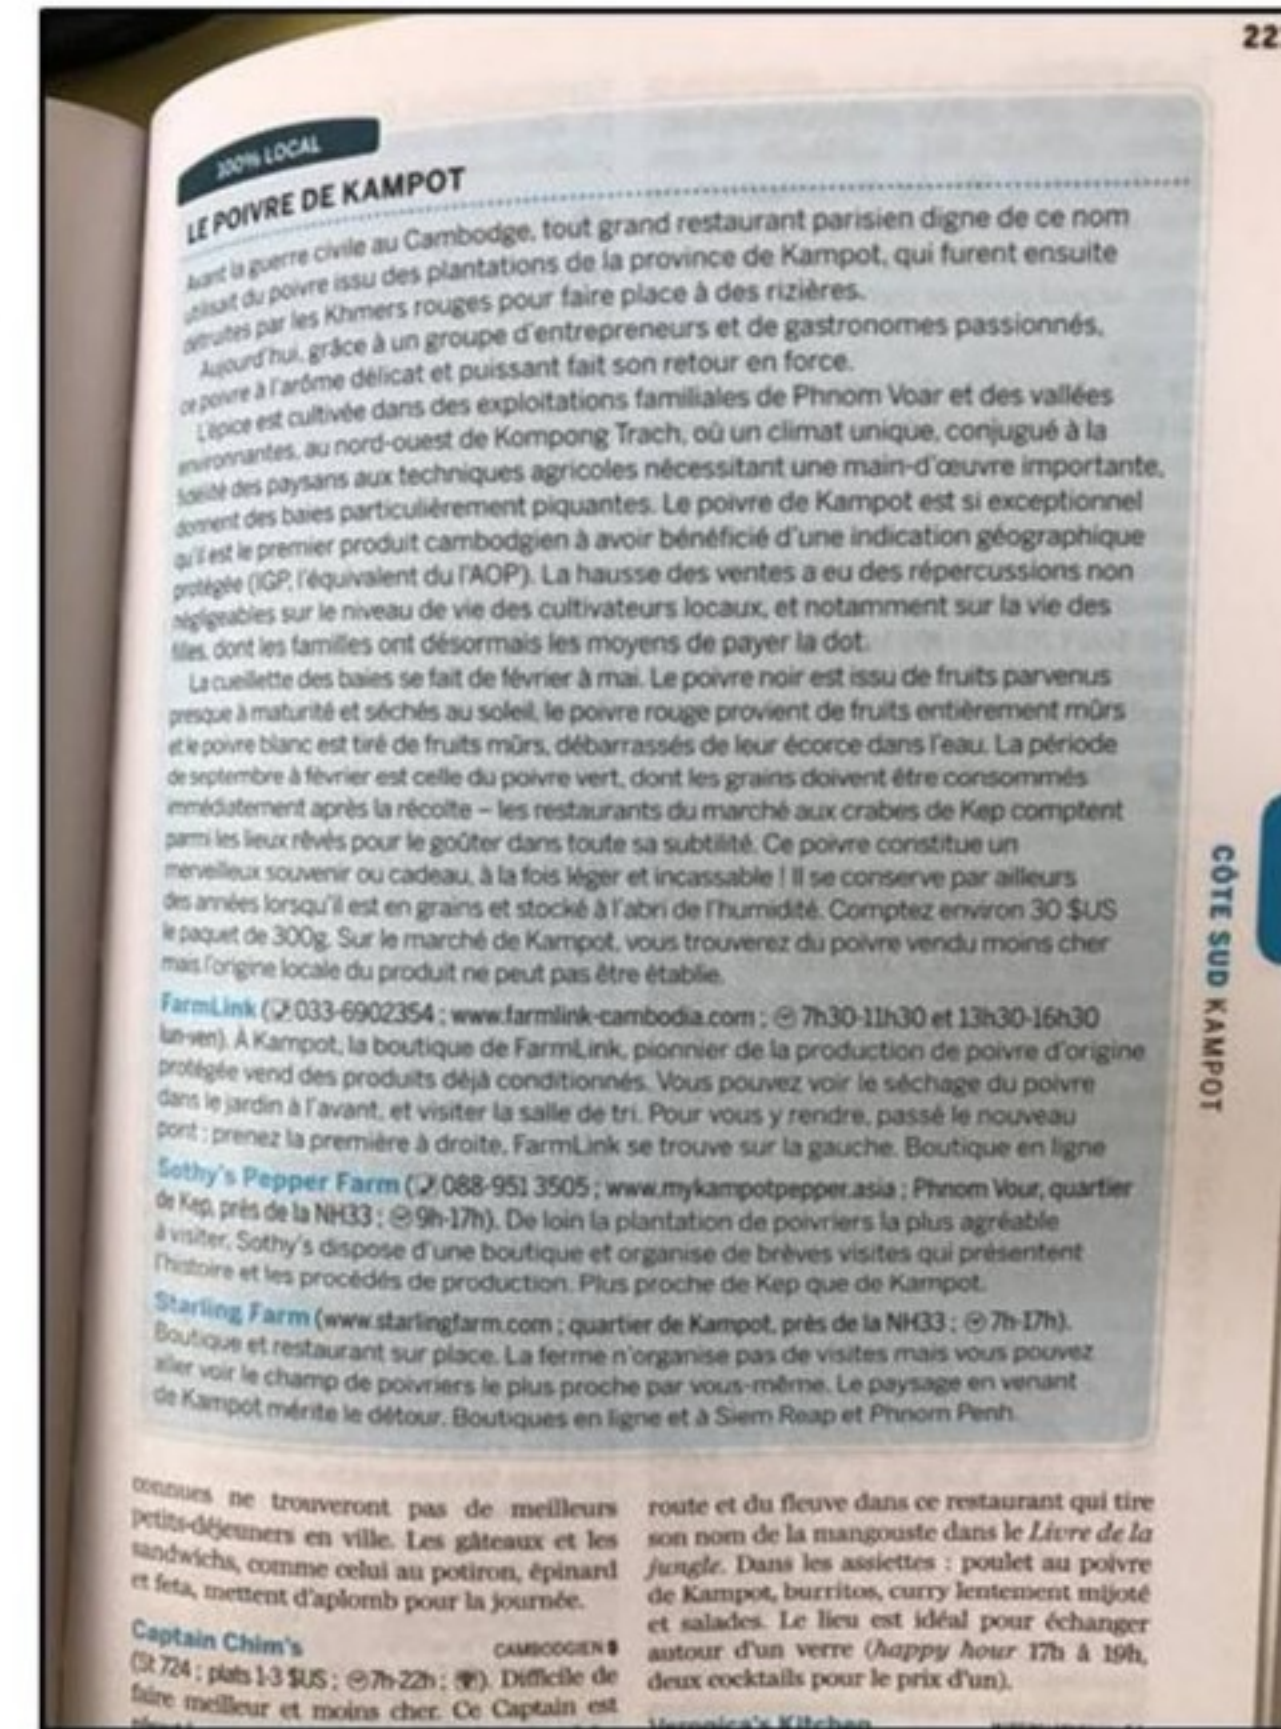 22
100% LOCAL
LE POIVRE DE KAMPOT
Avant la guerre civile au Cambodge, tout grand restaurant parisien digne de ce nom
utilisait du poivre issu des plantations de la province de Kampot, qui furent ensuite
détruites par les Khmers rouges pour faire place à des rizières.
Aujourd'hui, grâce à un groupe d'entrepreneurs et de gastronomes passionnés,
ce poivre à l'arôme délicat et puissant fait son retour en force.
L'épice est cultivée dans des exploitations familiales de Phnom Voar et des vallées
environnantes, au nord-ouest de Kompong Trach, où un climat unique, conjugué à la
fidélité des paysans aux techniques agricoles nécessitant une main-d'œuvre importante,
donnent des baies particulièrement piquantes. Le poivre de Kampot est si exceptionnel
qu'il est le premier produit cambodgien à avoir bénéficié d'une indication géographique
protégée (IGP, l'équivalent du l'AOP). La hausse des ventes a eu des répercussions non
négligeables sur le niveau de vie des cultivateurs locaux, et notamment sur la vie des
filles, dont les familles ont désormais les moyens de payer la dot.
La cueillette des baies se fait de février à mai. Le poivre noir est issu de fruits parvenus
presque à maturité et séchés au soleil, le poivre rouge provient de fruits entièrement mûrs
et le poivre blanc est tiré de fruits mûrs, débarrassés de leur écorce dans l'eau. La période
de septembre à février est celle du poivre vert, dont les grains doivent être consommés
immédiatement après la récolte – les restaurants du marché aux crabes de Kep comptent
parmi les lieux rêvés pour le goûter dans toute sa subtilité. Ce poivre constitue un
merveilleux souvenir ou cadeau, à la fois léger et incassable ! Il se conserve par ailleurs
des années lorsqu'il est en grains et stocké à l'abri de l'humidité. Comptez environ 30 $US
le paquet de 300g. Sur le marché de Kampot, vous trouverez du poivre vendu moins cher
mais l'origine locale du produit ne peut pas être établie.
FarmLink (033-6902354 ; www.farmlink-cambodia.com ; 7h30-11h30 et 13h30-16h30
lun-ven). À Kampot, la boutique de FarmLink, pionnier de la production de poivre d'origine
protégée vend des produits déjà conditionnés. Vous pouvez voir le séchage du poivre
dans le jardin à l'avant, et visiter la salle de tri. Pour vous y rendre, passé le nouveau
pont : prenez la première à droite, FarmLink se trouve sur la gauche. Boutique en ligne
Sothy's Pepper Farm (088-951 3505 ; www.mykampotpepper.asia ; Phnom Vour, quartier
de Kep, près de la NH33 ; 9h-17h). De loin la plantation de poivriers la plus agréable
à visiter, Sothy's dispose d'une boutique et organise de brèves visites qui présentent
l'histoire et les procédés de production. Plus proche de Kep que de Kampot.
Starling Farm (www.starlingfarm.com ; quartier de Kampot, près de la NH33 ; 7h-17h).
Boutique et restaurant sur place. La ferme n'organise pas de visites mais vous pouvez
aller voir le champ de poivriers le plus proche par vous-même. Le paysage en venant
de Kampot mérite le détour. Boutiques en ligne et à Siem Reap et Phnom Penh.
CÔTE SUD KAMPOT
connues ne trouveront pas de meilleurs
petits-déjeuners en ville. Les gâteaux et les
sandwichs, comme celui au potiron, épinard
et feta, mettent d'aplomb pour la journée.
Captain Chim's CAMBODGIEN $
(St 724 ; plats 1-3 $US ; 7h-22h ; ). Difficile de
faire meilleur et moins cher. Ce Captain est
route et du fleuve dans ce restaurant qui tire
son nom de la mangouste dans le Livre de la
jungle. Dans les assiettes : poulet au poivre
de Kampot, burritos, curry lentement mijoté
et salades. Le lieu est idéal pour échanger
autour d'un verre (happy hour 17h à 19h,
deux cocktails pour le prix d'un).
Veronica's Kitchen